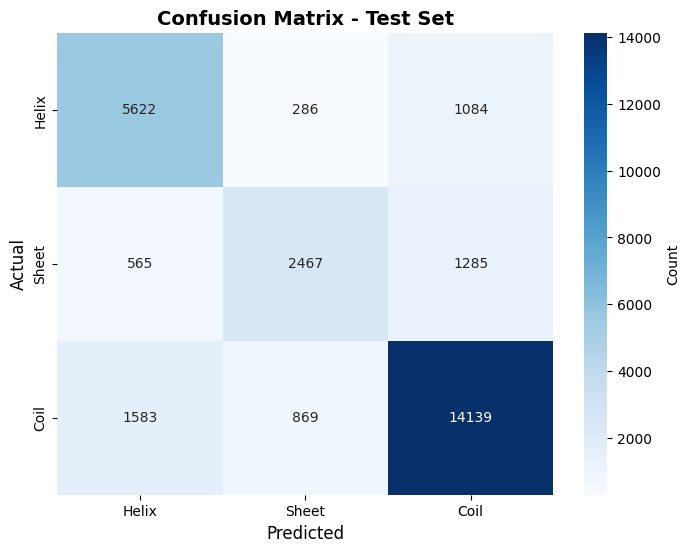 Confusion Matrix - Test Set
Helix 5622 286 1084
Sheet 565 2467 1285
Coil 1583 869 14139
Helix Sheet Coil
Predicted
Actual
14000
12000
10000
8000
6000
4000
2000
Count